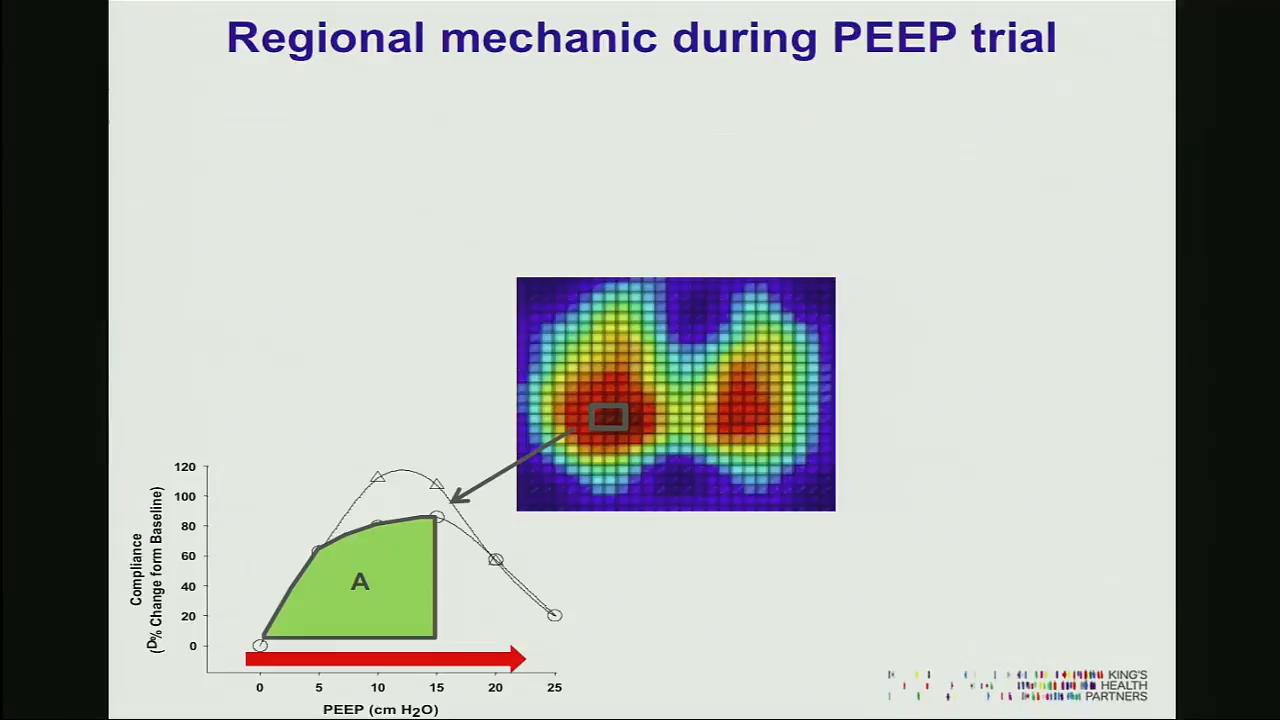 Regional mechanic during PEEP trial
120
100
80
60
40
20
0
Compliance
(D% Change form Baseline)
A
0 5 10 15 20 25
PEEP (cm H2O)
KING'S
HEALTH
PARTNERS